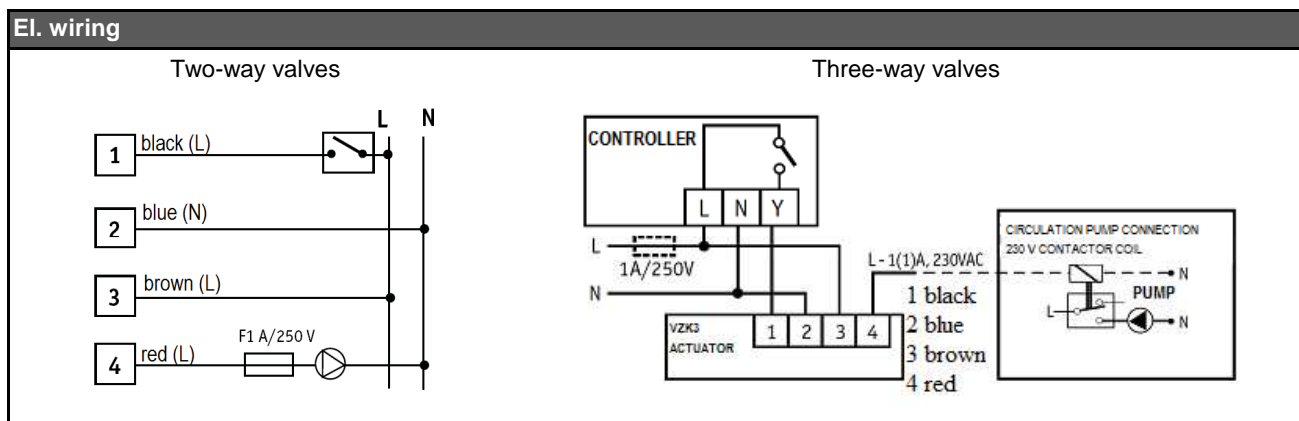 El. wiring
Two-way valves
L N
1 black (L)
2 blue (N)
3 brown (L)
4 red (L)
F1 A/250 V
Three-way valves
CONTROLLER
L N Y
L
1A/250V
N
VZK3
ACTUATOR
1 2 3 4
L - 1(1)A, 230VAC
1 black
2 blue
3 brown
4 red
CIRCULATION PUMP CONNECTION
230 V CONTACTOR COIL
N
PUMP
L
N